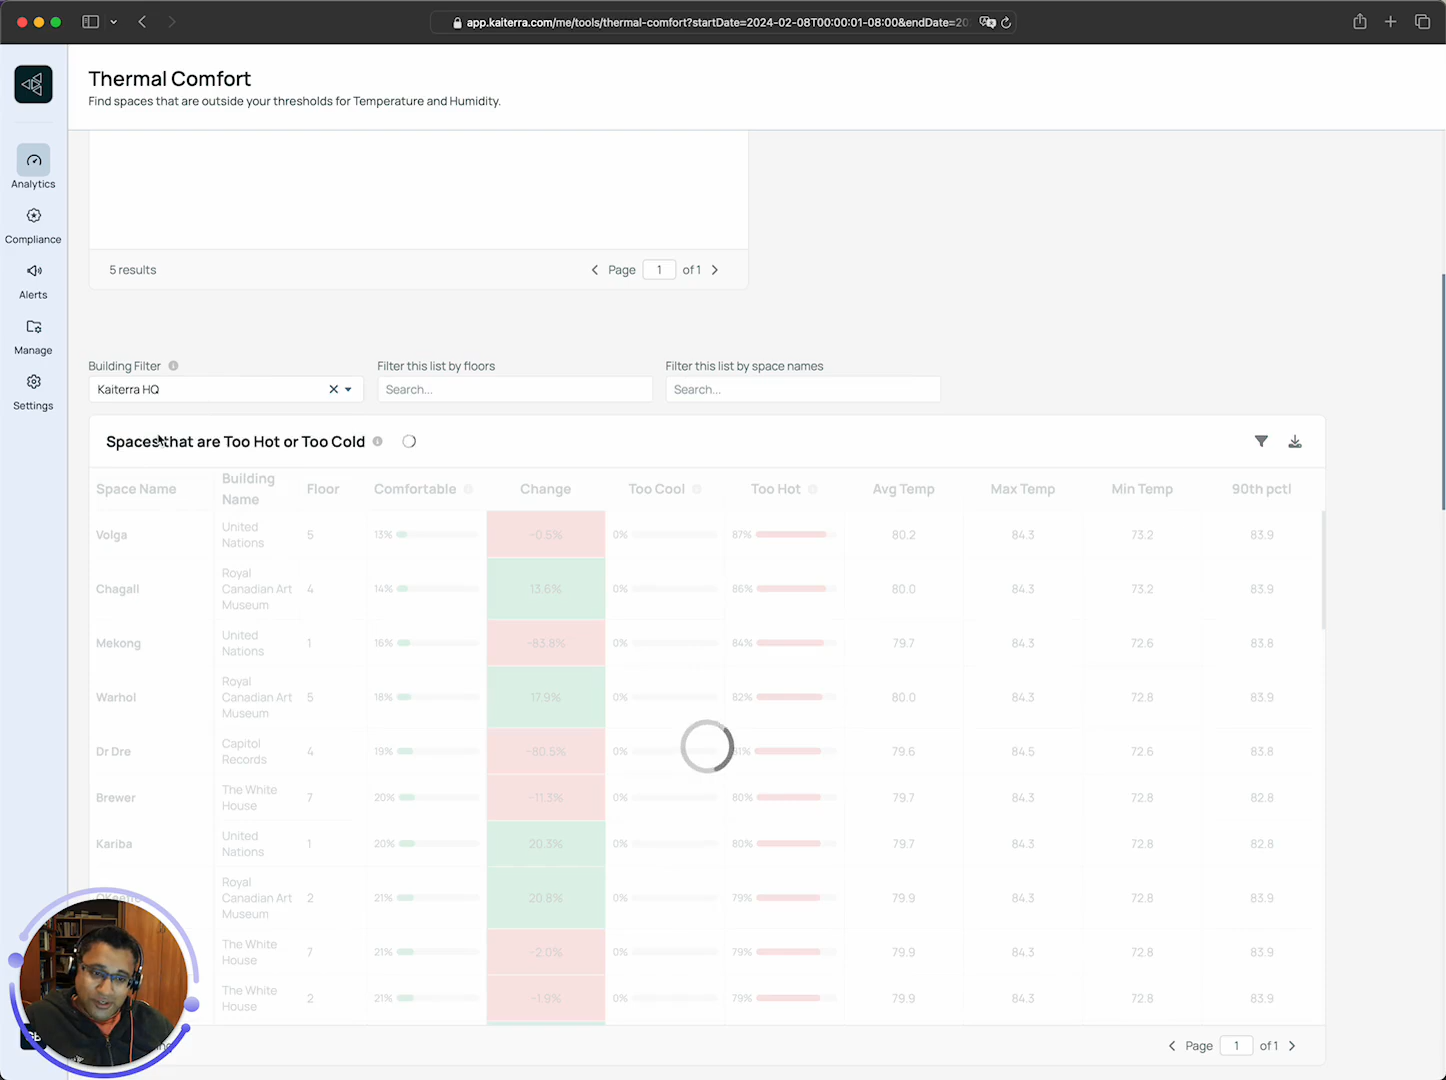 app.kaiterra.com/me/tools/thermal-comfort?startDate=2024-02-08T00:00:01-08:00&endDate=20
Thermal Comfort
Find spaces that are outside your thresholds for Temperature and Humidity.
Analytics
Compliance
Alerts
Manage
Settings
5 results
Page 1 of 1
Building Filter
Filter this list by floors
Filter this list by space names
Kaiterra HQ
Search...
Search...
Spaces that are Too Hot or Too Cold
Space Name Building Name Floor Comfortable Change Too Cool Too Hot Avg Temp Max Temp Min Temp 90th pctl
Volga United Nations 5 13% -0.5% 0% 87% 80.2 84.3 73.2 83.9
Chagall Royal Canadian Art Museum 4 14% 13.6% 0% 86% 80.0 84.3 73.2 83.9
Mekong United Nations 1 16% -83.8% 0% 84% 79.7 84.3 72.6 83.8
Warhol Royal Canadian Art Museum 5 18% 17.9% 0% 82% 80.0 84.3 72.8 83.9
Dr Dre Capitol Records 4 19% -80.5% 0% 79.6 84.5 72.6 83.8
Brewer The White House 7 20% -11.3% 0% 80% 79.7 84.3 72.8 82.8
Kariba United Nations 1 20% 20.3% 0% 80% 79.7 84.3 72.8 82.8
Royal Canadian Art Museum 2 21% 20.8% 0% 79% 79.9 84.3 72.8 83.9
The White House 7 21% -2.0% 0% 79% 79.9 84.3 72.8 83.9
The White House 2 21% -1.9% 0% 79% 79.9 84.3 72.8 83.9
Page 1 of 1